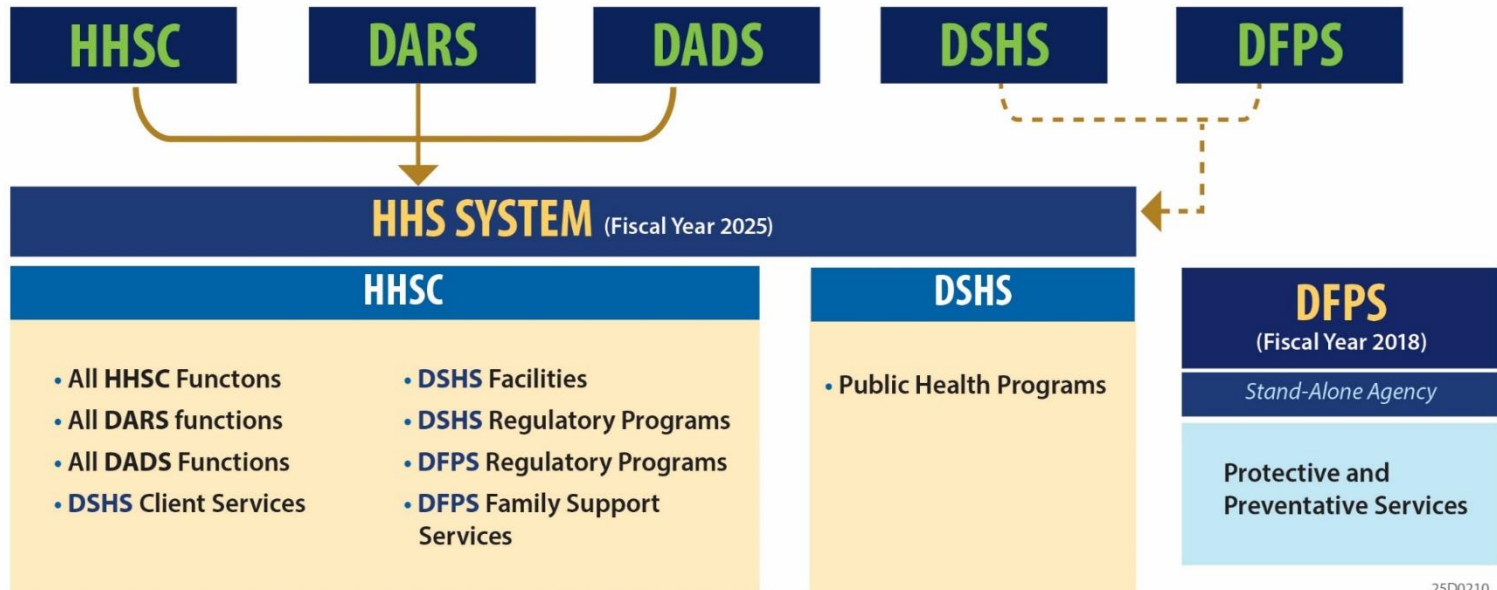 HHSC
DARS
DADS
DSHS
DFPS
HHS SYSTEM (Fiscal Year 2025)
HHSC
• All HHSC Functons
• All DARS functions
• All DADS Functions
• DSHS Client Services
• DSHS Facilities
• DSHS Regulatory Programs
• DFPS Regulatory Programs
• DFPS Family Support
Services
DSHS
• Public Health Programs
DFPS
(Fiscal Year 2018)
Stand-Alone Agency
Protective and
Preventative Services
25D0210